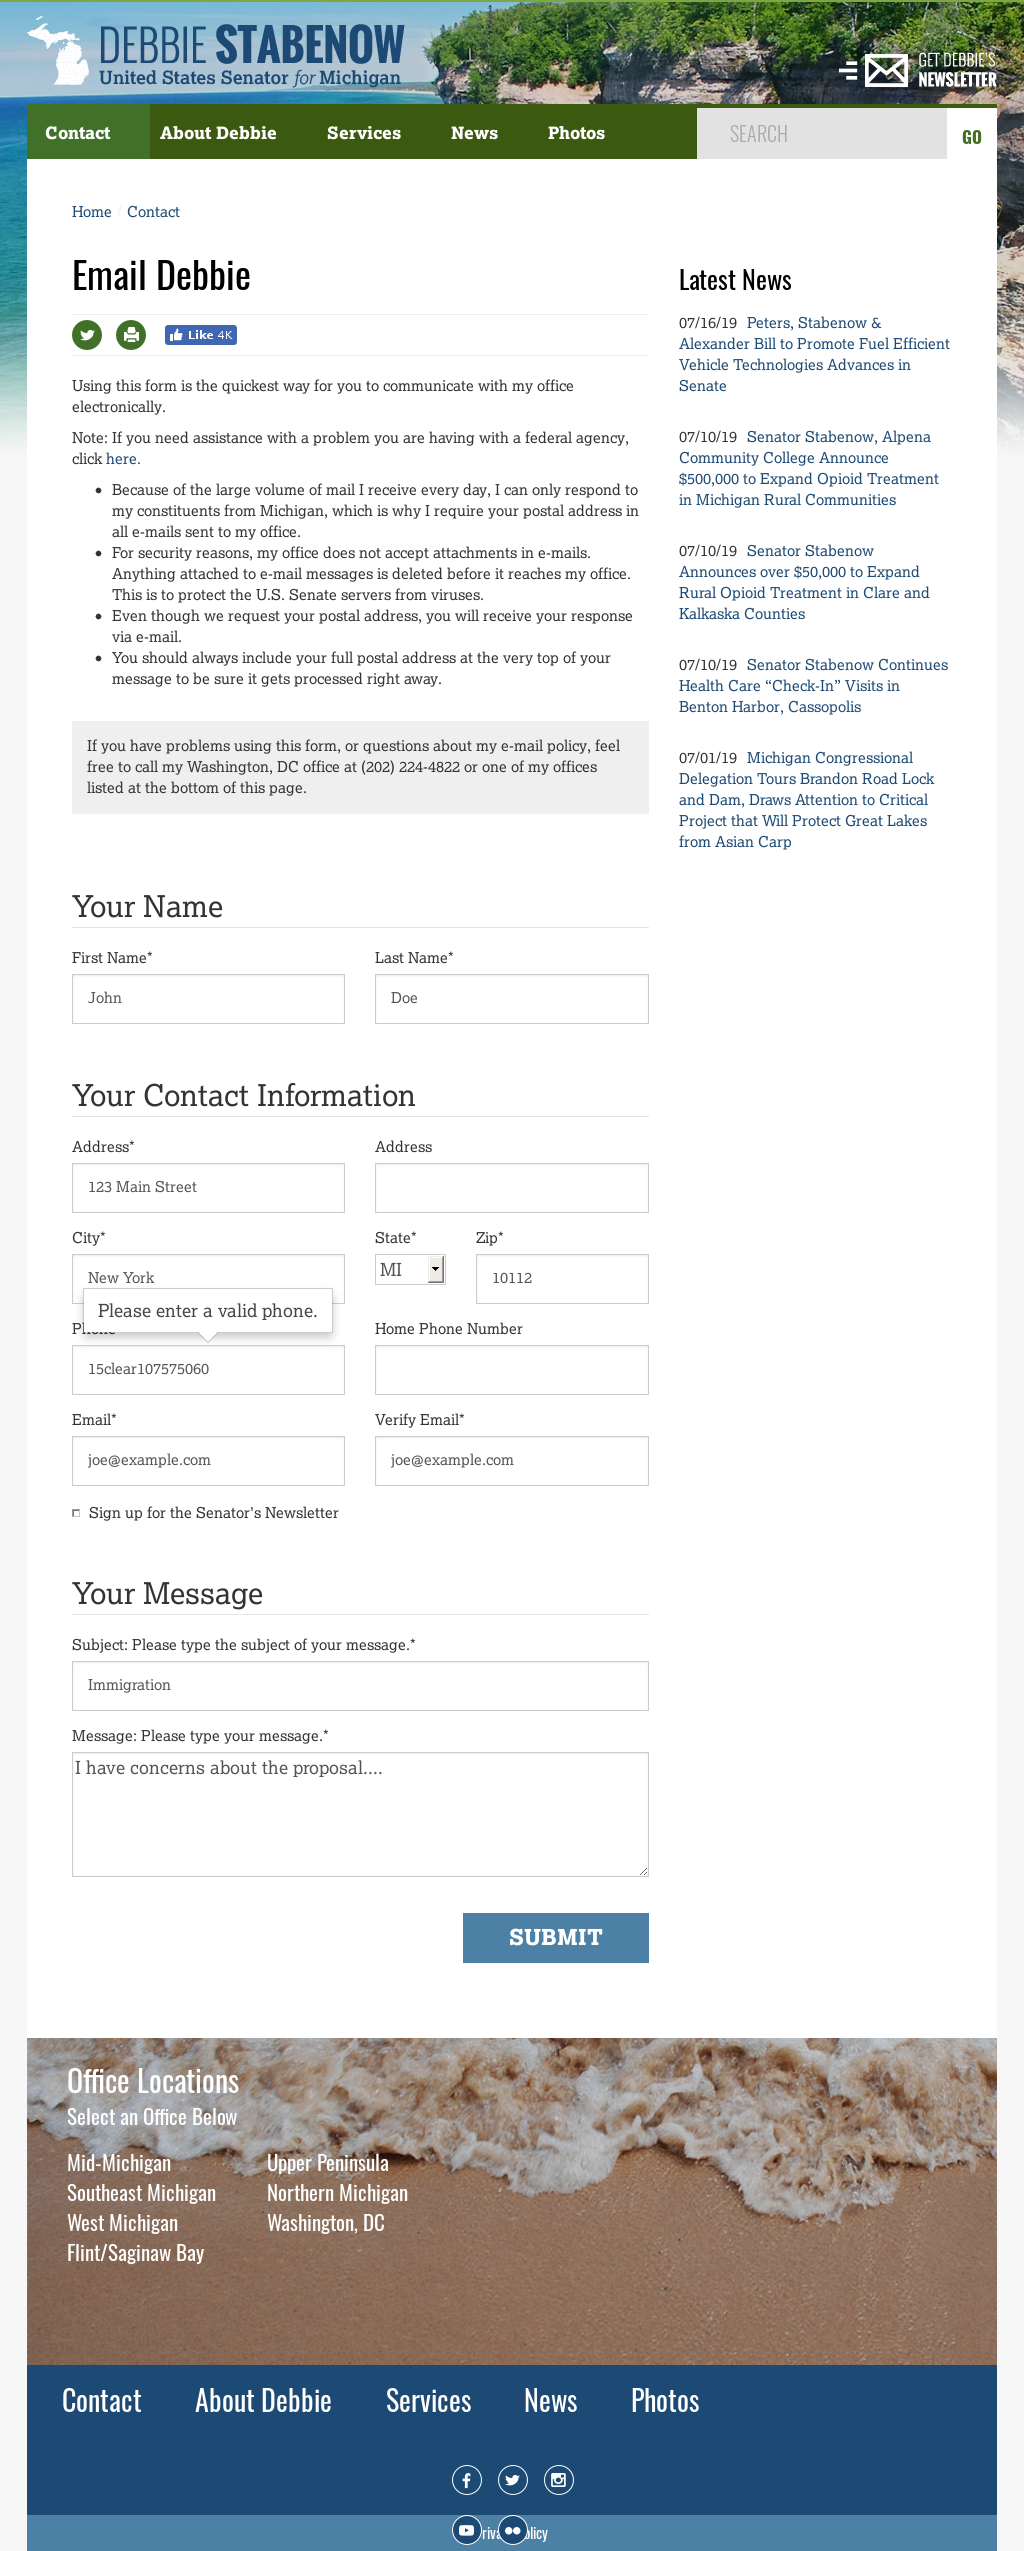 DEBBIE STABENOW
United States Senator for Michigan
GET DEBBIE'S
NEWSLETTER
Contact
About Debbie
Services
News
Photos
SEARCH
GO
Home / Contact
Email Debbie
Like 4K
Using this form is the quickest way for you to communicate with my office
electronically.
Note: If you need assistance with a problem you are having with a federal agency,
click here.
Because of the large volume of mail I receive every day, I can only respond to
my constituents from Michigan, which is why I require your postal address in
all e-mails sent to my office.
For security reasons, my office does not accept attachments in e-mails.
Anything attached to e-mail messages is deleted before it reaches my office.
This is to protect the U.S. Senate servers from viruses.
Even though we request your postal address, you will receive your response
via e-mail.
You should always include your full postal address at the very top of your
message to be sure it gets processed right away.
If you have problems using this form, or questions about my e-mail policy, feel
free to call my Washington, DC office at (202) 224-4822 or one of my offices
listed at the bottom of this page.
Latest News
07/16/19 Peters, Stabenow &
Alexander Bill to Promote Fuel Efficient
Vehicle Technologies Advances in
Senate
07/10/19 Senator Stabenow, Alpena
Community College Announce
$500,000 to Expand Opioid Treatment
in Michigan Rural Communities
07/10/19 Senator Stabenow
Announces over $50,000 to Expand
Rural Opioid Treatment in Clare and
Kalkaska Counties
07/10/19 Senator Stabenow Continues
Health Care “Check-In” Visits in
Benton Harbor, Cassopolis
07/01/19 Michigan Congressional
Delegation Tours Brandon Road Lock
and Dam, Draws Attention to Critical
Project that Will Protect Great Lakes
from Asian Carp
Your Name
First Name*
Last Name*
John
Doe
Your Contact Information
Address*
Address
123 Main Street
City*
State*
Zip*
New York
MI
10112
Please enter a valid phone.
Home Phone Number
15clear107575060
Email*
Verify Email*
joe@example.com
joe@example.com
Sign up for the Senator's Newsletter
Your Message
Subject: Please type the subject of your message.*
Immigration
Message: Please type your message.*
I have concerns about the proposal....
SUBMIT
Office Locations
Select an Office Below
Mid-Michigan
Southeast Michigan
West Michigan
Flint/Saginaw Bay
Upper Peninsula
Northern Michigan
Washington, DC
Contact
About Debbie
Services
News
Photos